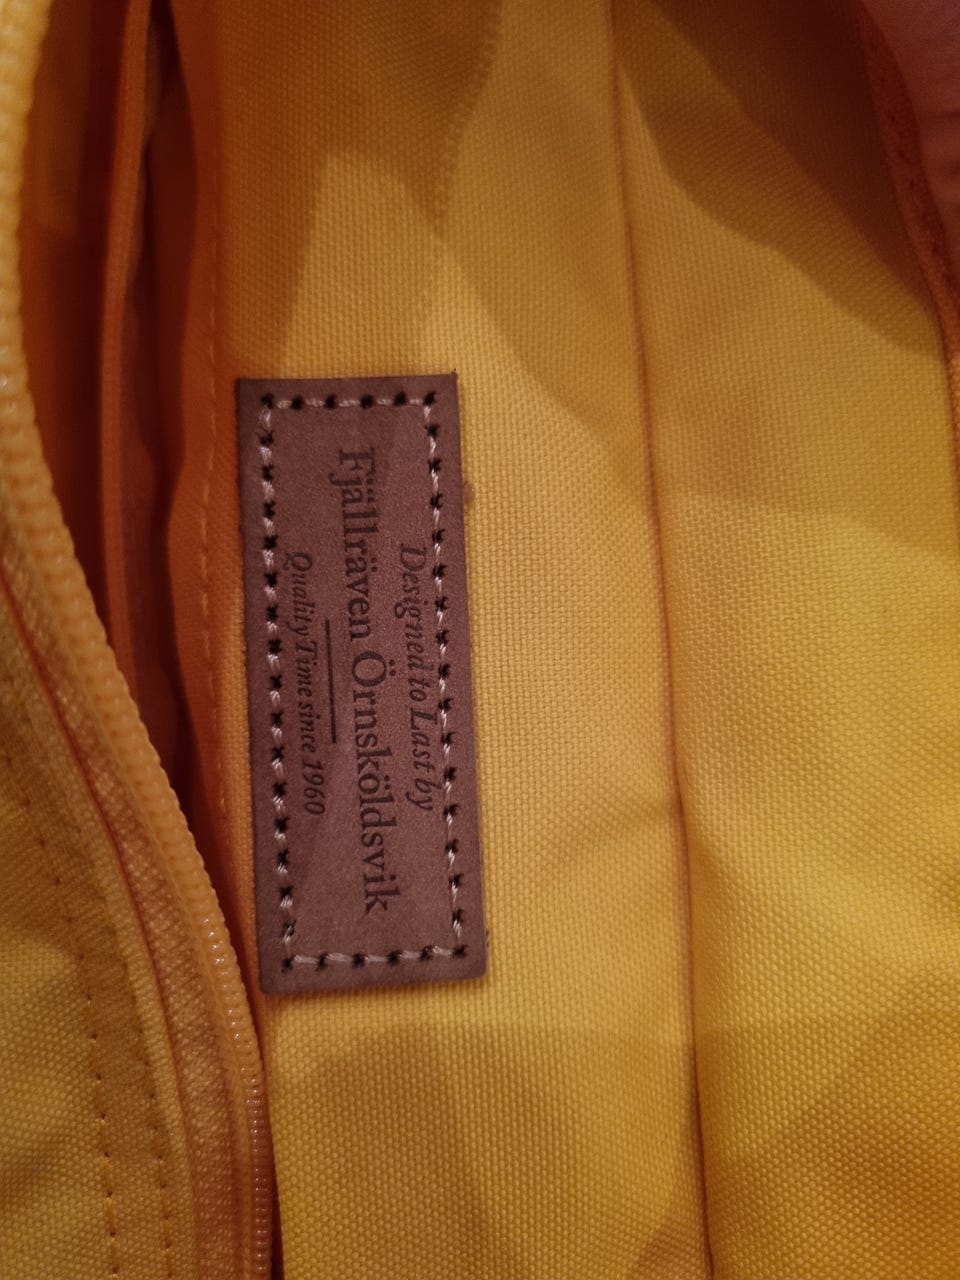 Designed to Last by
Fjällräven Örnsköldsvik
Quality Time since 1960